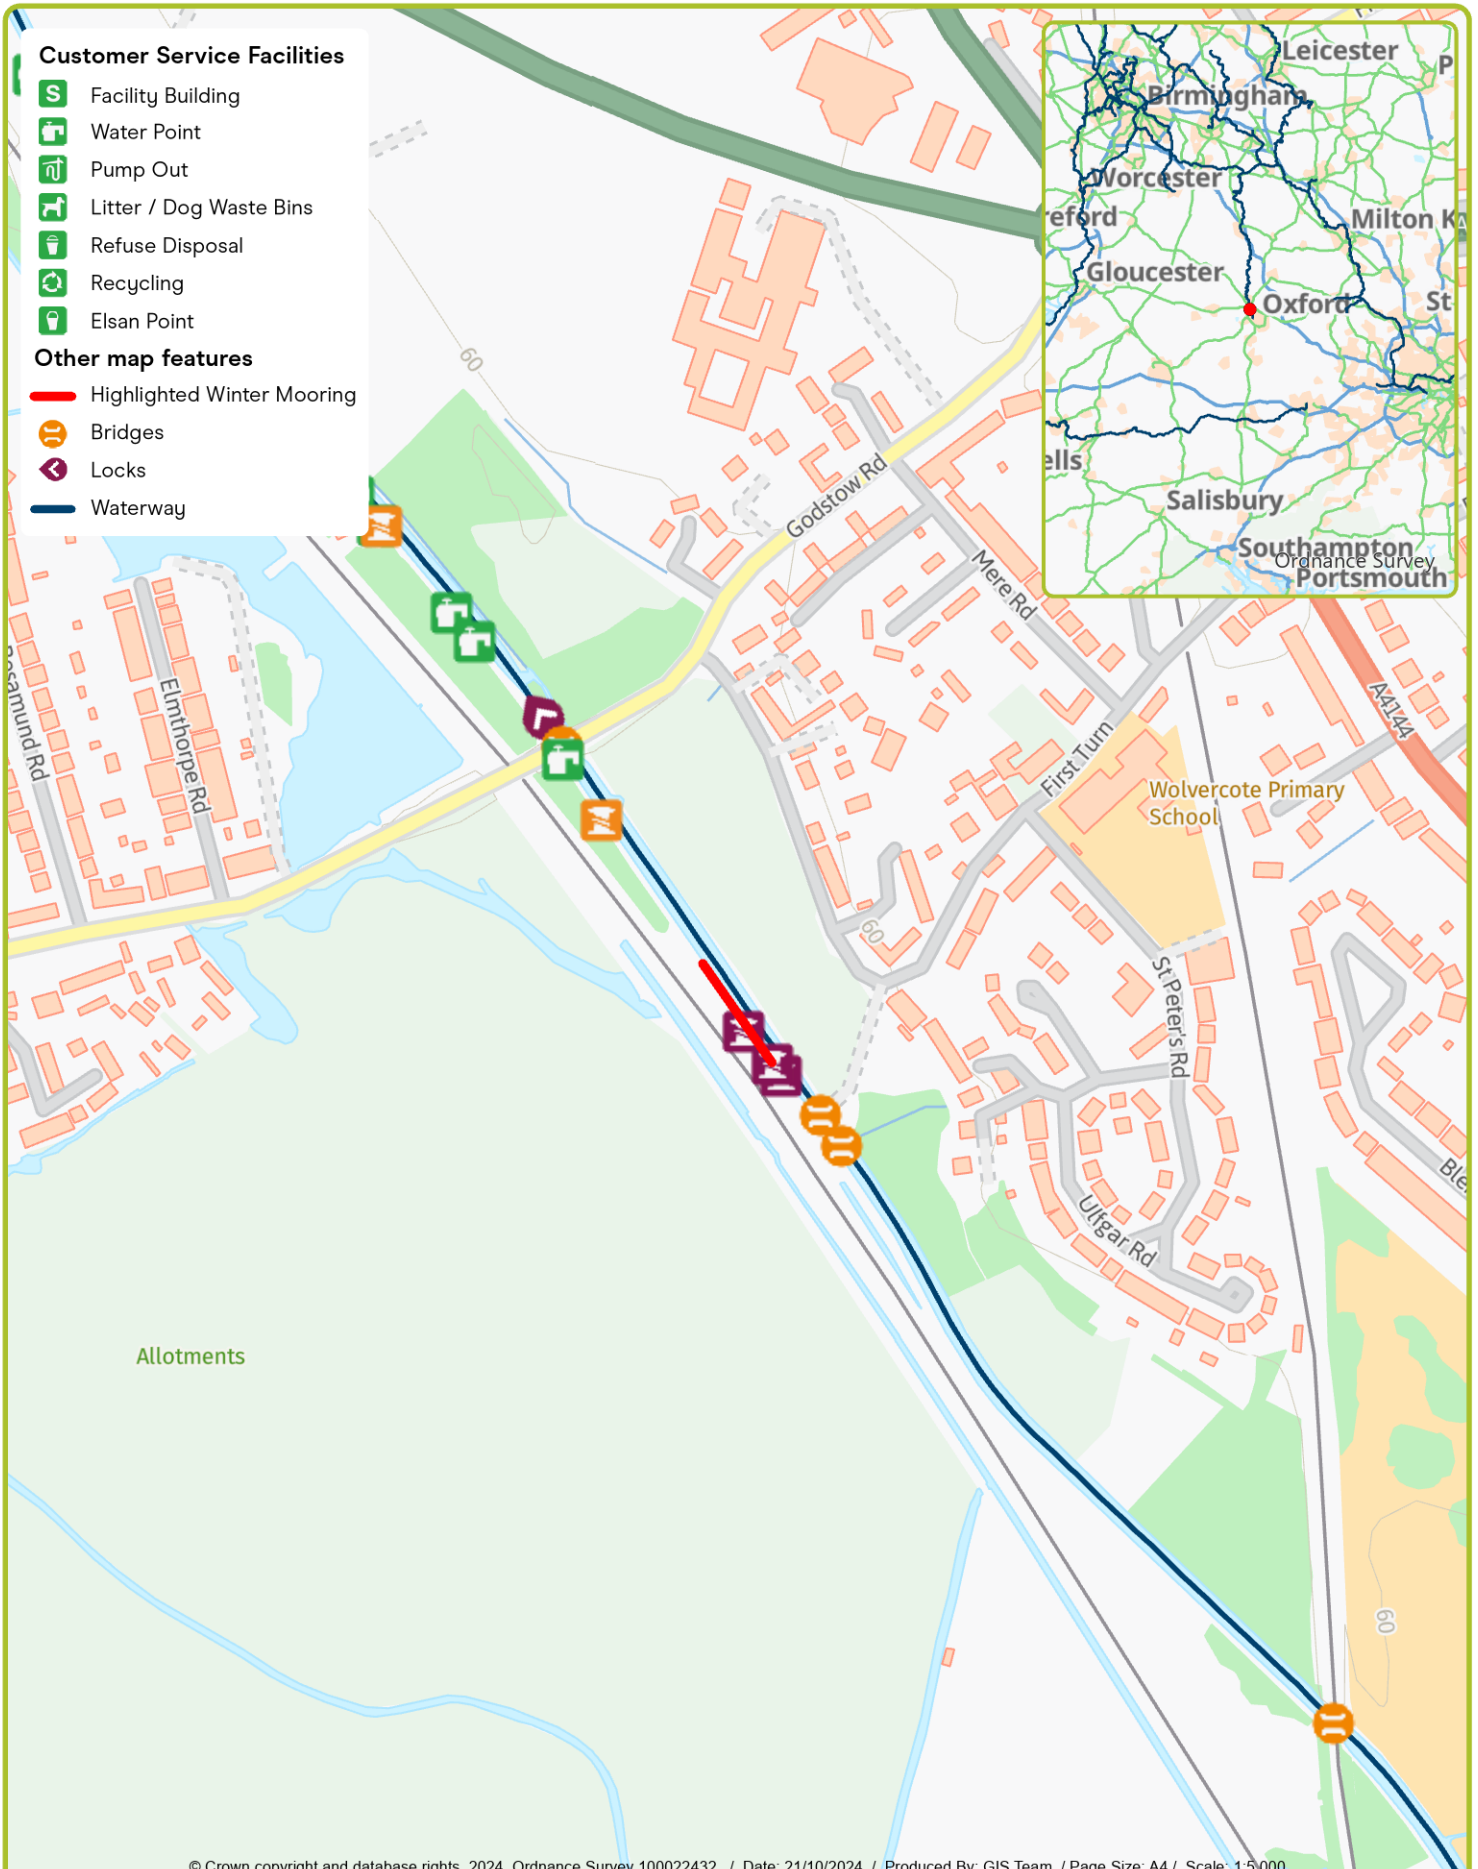 Customer Service Facilities
S
Facility Building
Water Point
Pump Out
Litter / Dog Waste Bins
Refuse Disposal
Recycling
Elsan Point
Other map features
Highlighted Winter Mooring
Bridges
Locks
Waterway
Leicester
P
Birmingham
Worcester
reford
Milton K
Gloucester
Oxford
St
ells
Salisbury
Southampton
Ordnance Survey
Portsmouth
60
Godstow Rd
Mere Rd
Elmthorpe Rd
osamund Rd
A4144
First Turn
Wolvercote Primary
School
60
St Peter's Rd
Ble
Ulfgar Rd
Allotments
60
© Crown copyright and database rights, 2024, Ordnance Survey 100022432. / Date: 21/10/2024 / Produced By: GIS Team / Page Size: A4 / Scale: 1:5,000